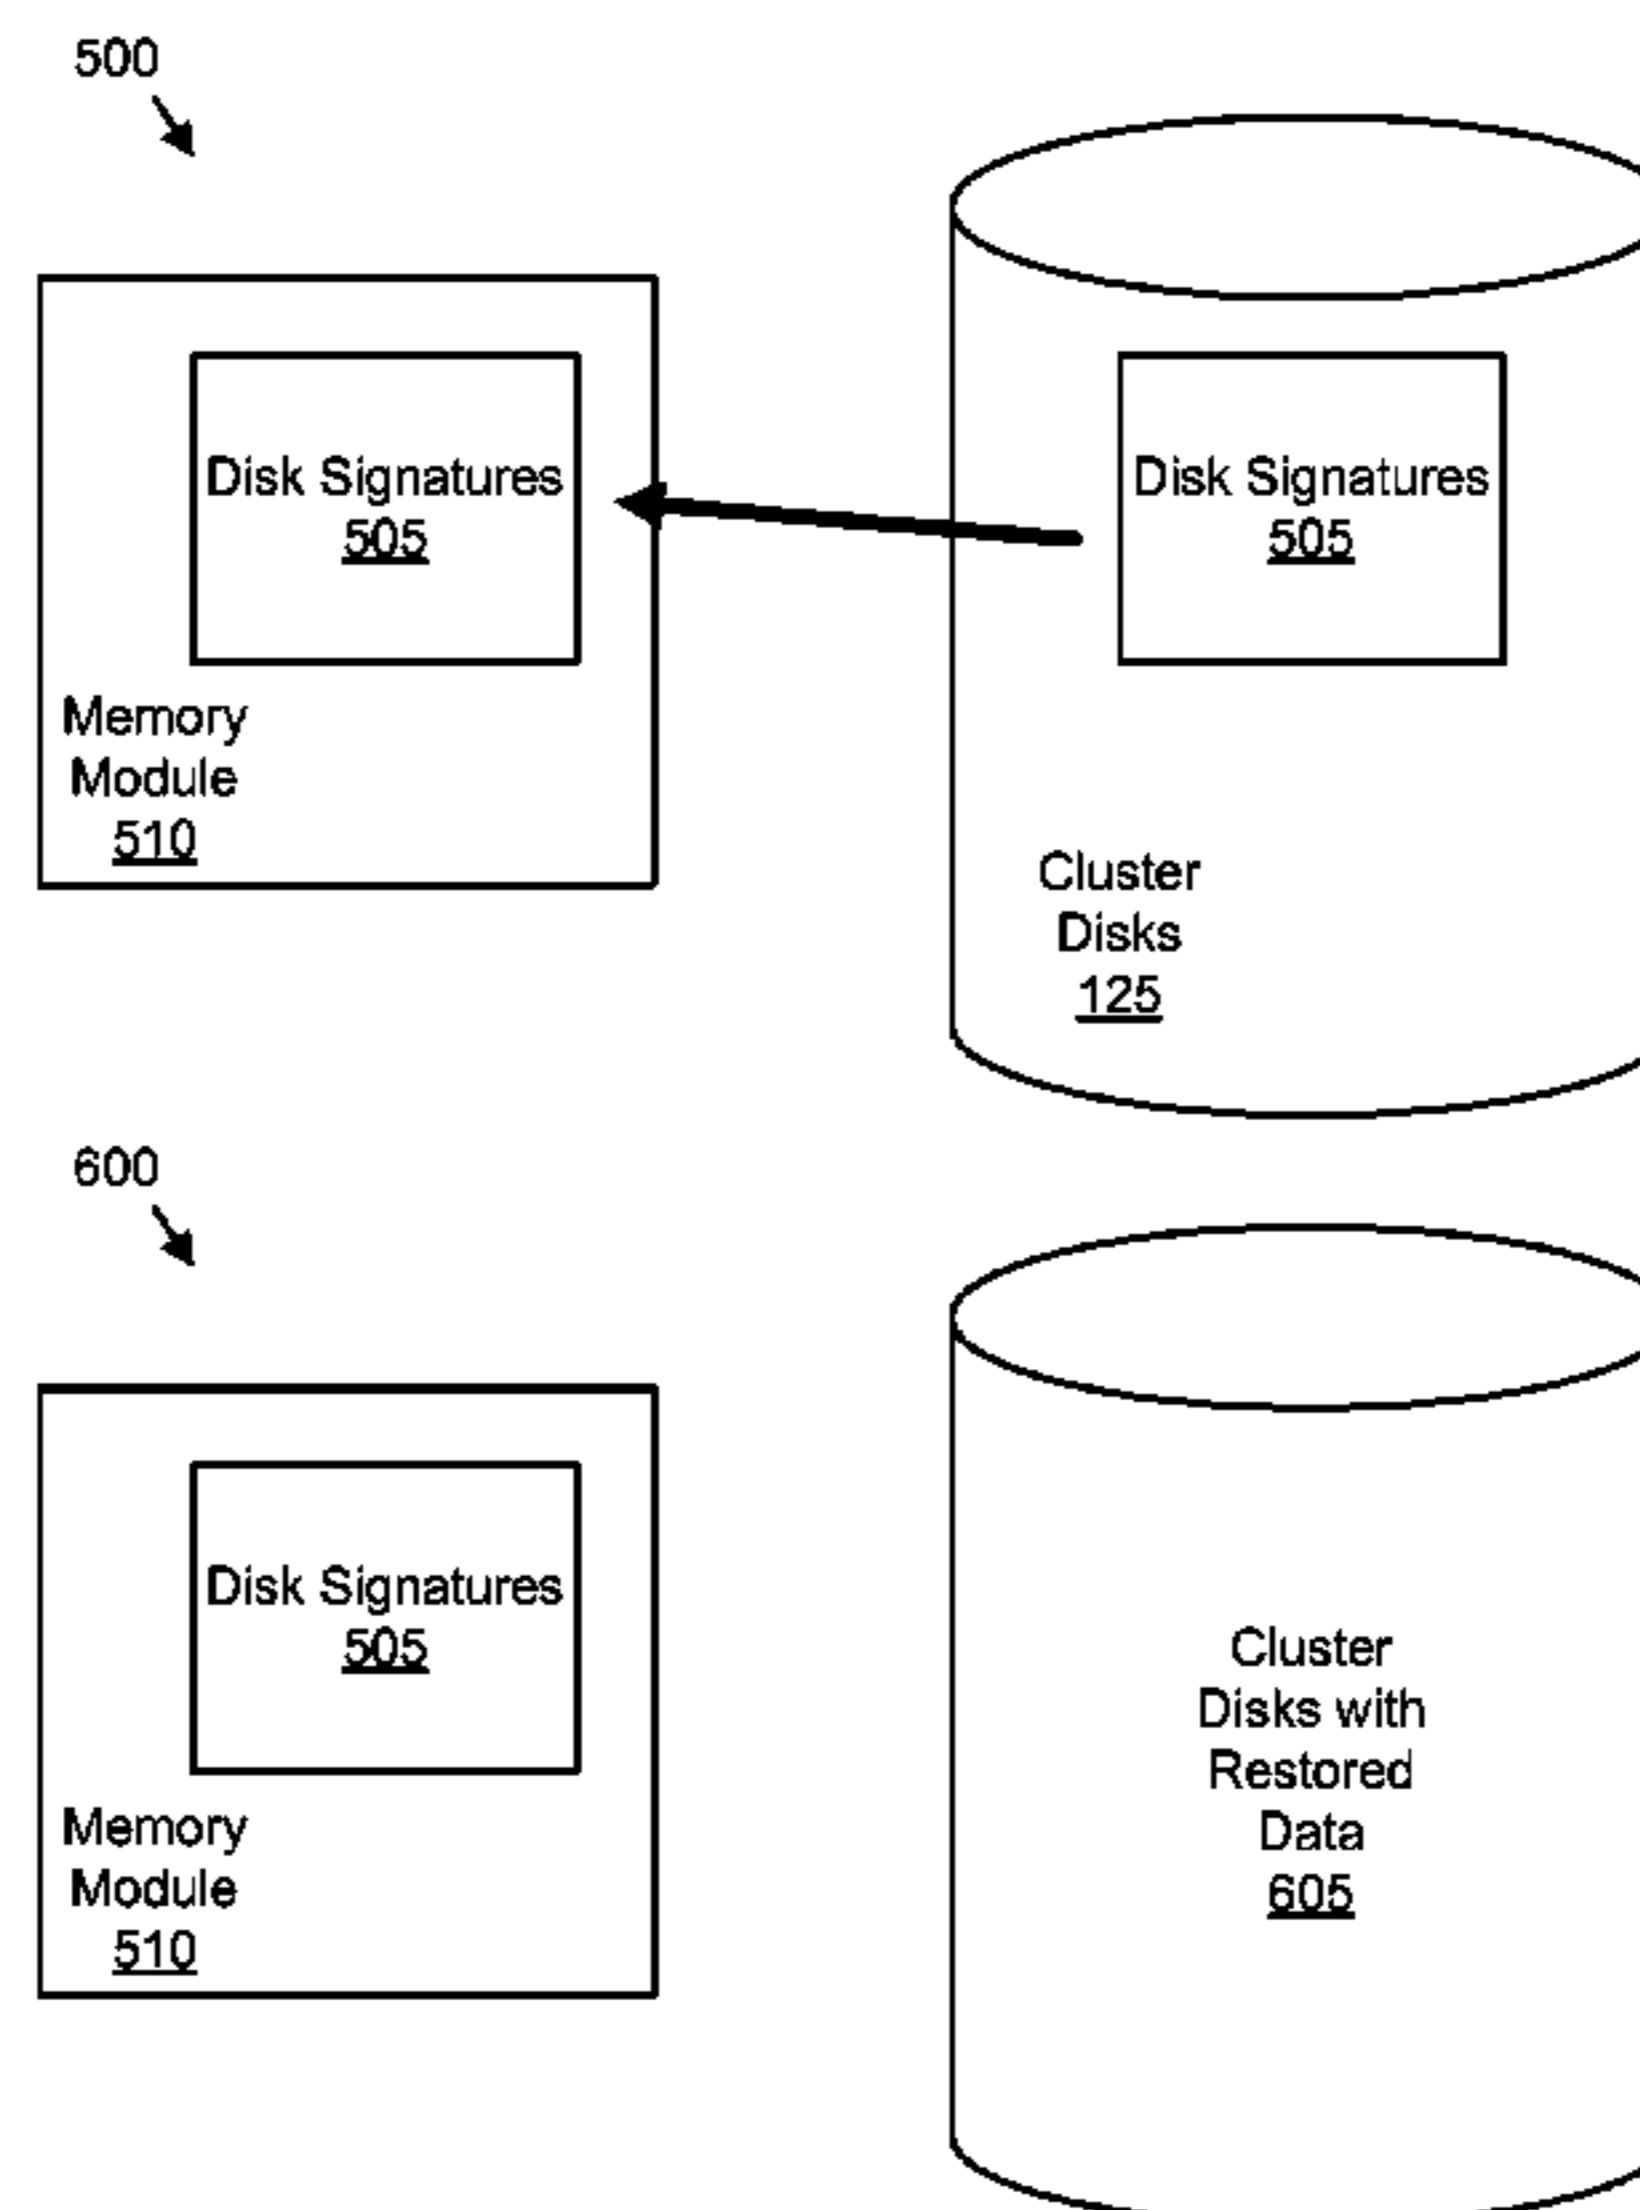 500
Disk Signatures
505
Memory
Module
510
Disk Signatures
505
Cluster
Disks
125
600
Disk Signatures
505
Memory
Module
510
Cluster
Disks with
Restored
Data
605